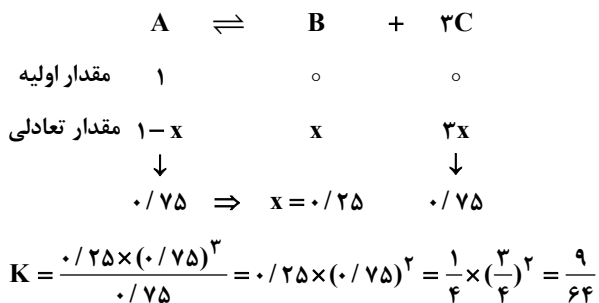 A ⇌ B + ۳C
مقدار اولیه ۱ ° °
مقدار تعادلی ۱−x x ۳x
↓ ↓
۰/۷۵ ⇒ x=۰/۲۵ ۰/۷۵
K = (۰/۲۵×(۰/۷۵)^۳)/(۰/۷۵) = ۰/۲۵×(۰/۷۵)^۲ = ۱/۴×(۳/۴)^۲ = ۹/۶۴